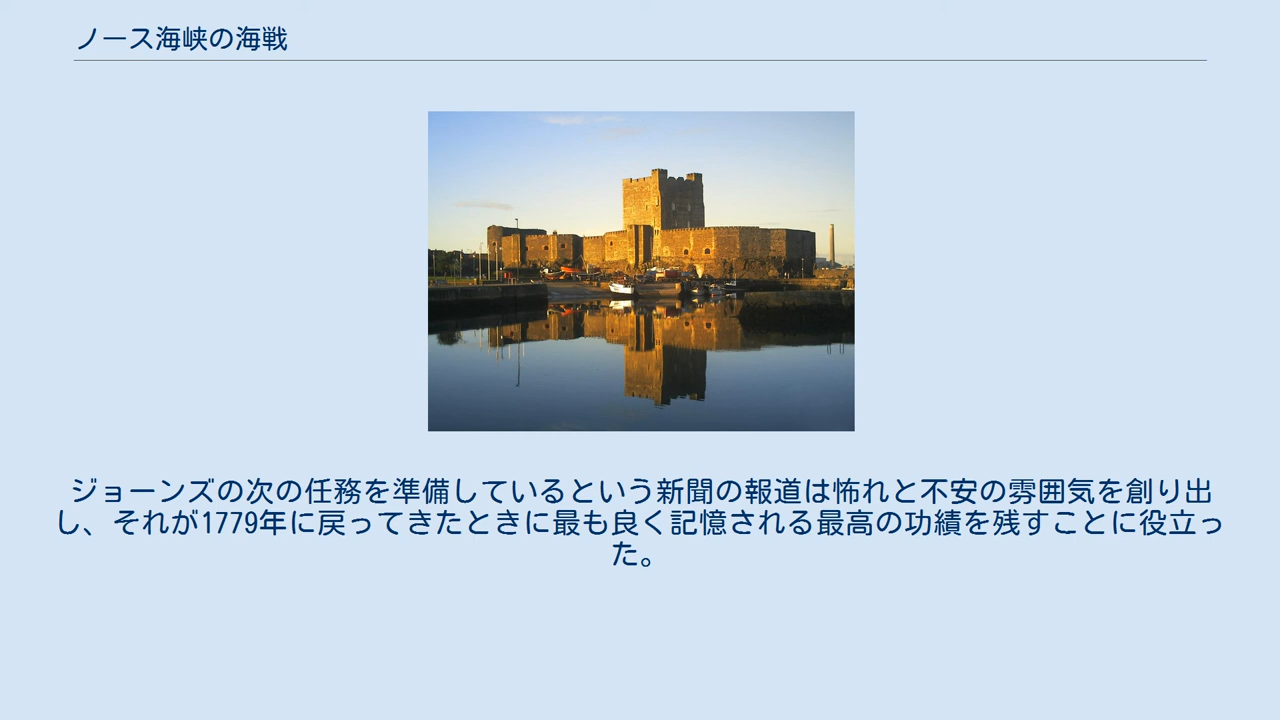 ノース海峡の海戦
ジョーンズの次の任務を準備しているという新聞の報道は怖れと不安の雰囲気を創り出
し、それが1779年に戻ってきたときに最も良く記憶される最高の功績を残すことに役立っ
た。